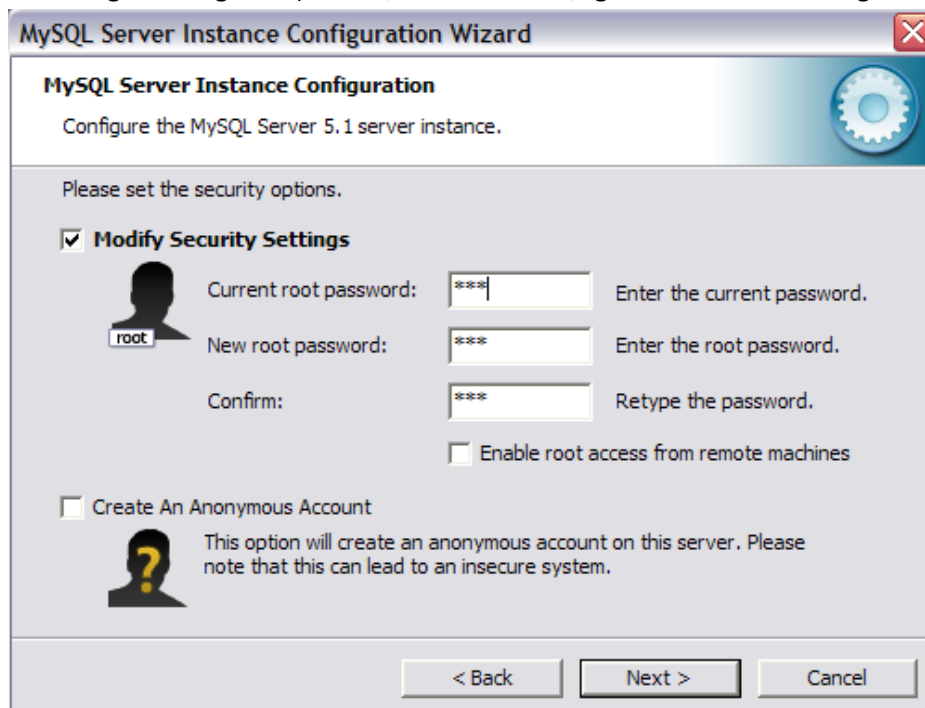 MySQL Server Instance Configuration Wizard
MySQL Server Instance Configuration
Configure the MySQL Server 5.1 server instance.
Please set the security options.
Modify Security Settings
root
Current root password: *** Enter the current password.
New root password: *** Enter the root password.
Confirm: *** Retype the password.
Enable root access from remote machines
Create An Anonymous Account
This option will create an anonymous account on this server. Please
note that this can lead to an insecure system.
< Back Next > Cancel